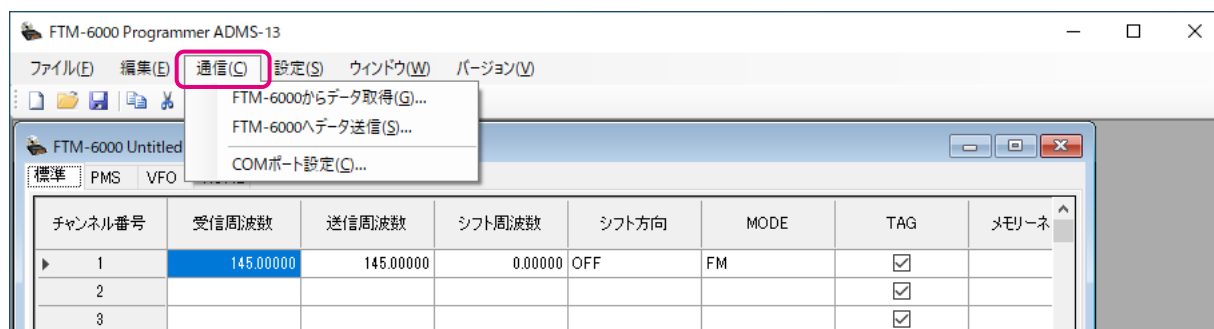 FTM-6000 Programmer ADMS-13
ファイル(F) 編集(E) 通信(C) 設定(S) ウィンドウ(W) バージョン(V)
FTM-6000からデータ取得(G)...
FTM-6000へデータ送信(S)...
COMポート設定(C)...
FTM-6000 Untitled
標準 PMS VFO
チャンネル番号 受信周波数 送信周波数 シフト周波数 シフト方向 MODE TAG メモリーネ
1 145.00000 145.00000 0.00000 OFF FM
2
3